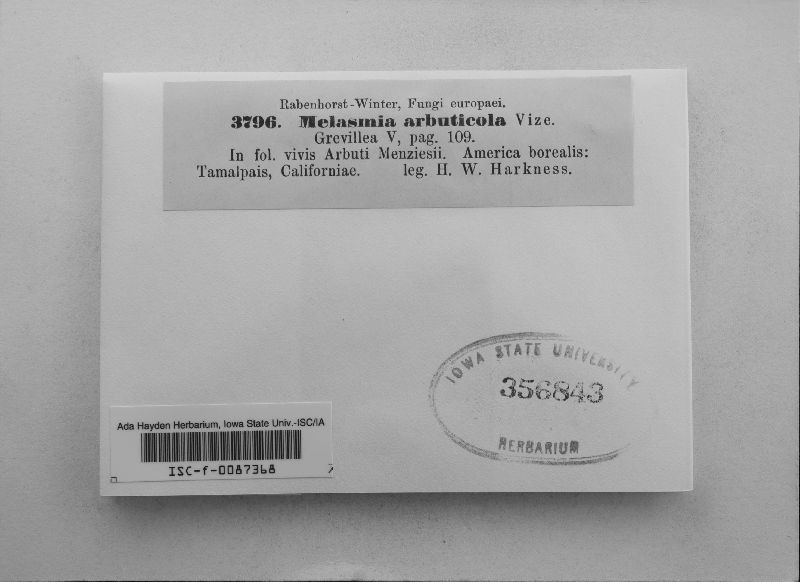 Rabenhorst-Winter, Fungi europaei.
3796. Melasmia arbuticola Vize.
Grevillea V, pag. 109.
In fol. vivis Arbuti Menziesii. America borealis:
Tamalpais, Californiae. leg. H. W. Harkness.
IOWA STATE UNIVERSITY
356843
HERBARIUM
Ada Hayden Herbarium, Iowa State Univ.-ISC/IA
ISC-f-0087368